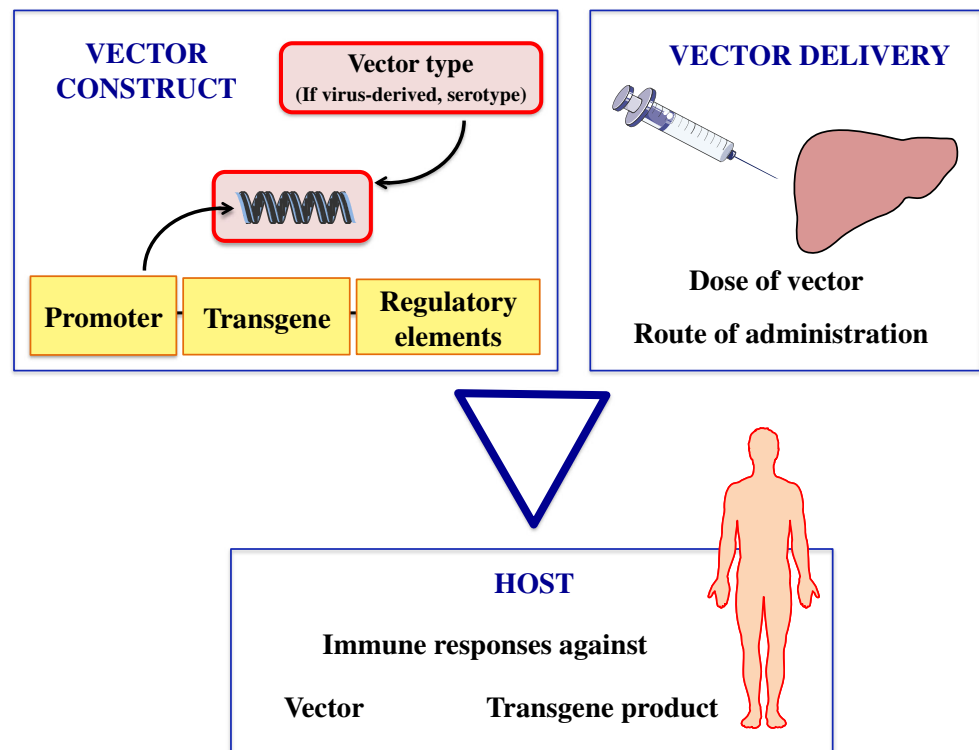 VECTOR
CONSTRUCT
Vector type
(If virus-derived, serotype)
Promoter
Transgene
Regulatory
elements
VECTOR DELIVERY
Dose of vector
Route of administration
HOST
Immune responses against
Vector
Transgene product